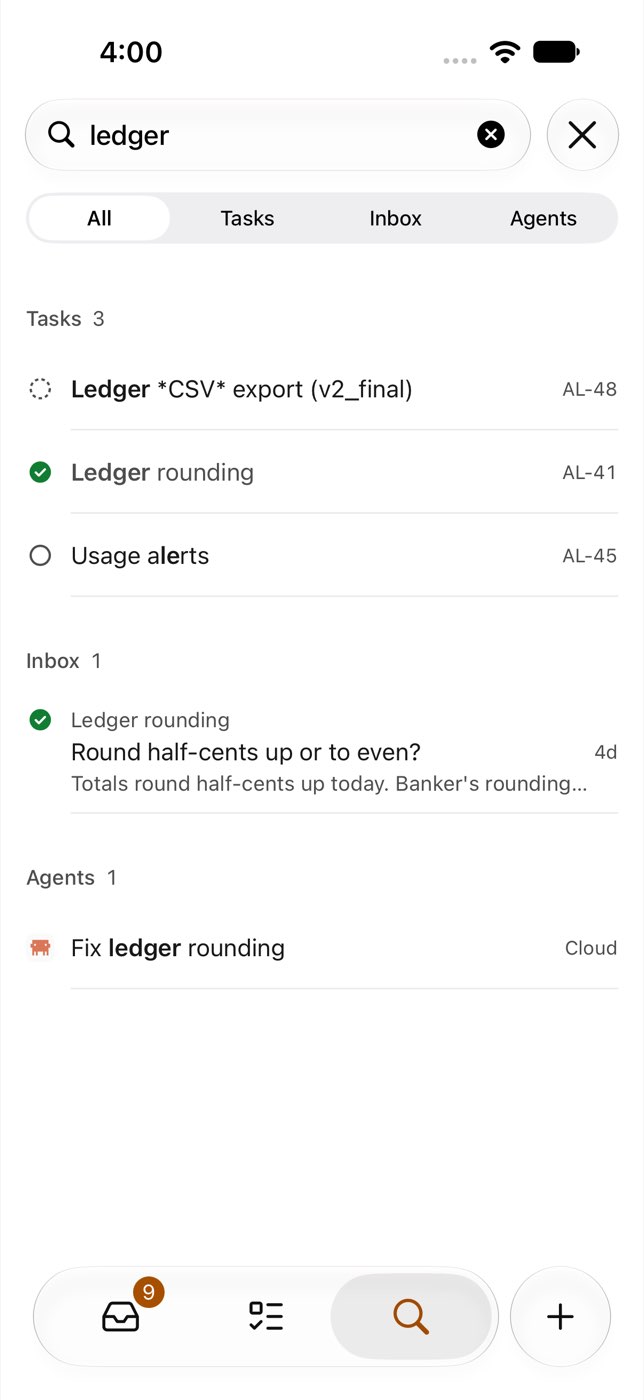 4:00
ledger
All Tasks Inbox Agents
Tasks 3
Ledger *CSV* export (v2_final) AL-48
Ledger rounding AL-41
Usage alerts AL-45
Inbox 1
Ledger rounding
Round half-cents up or to even? 4d
Totals round half-cents up today. Banker's rounding...
Agents 1
Fix ledger rounding Cloud
9